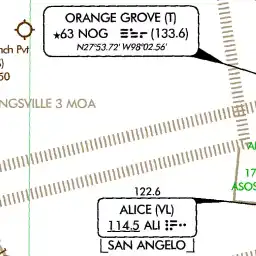 ORANGE GROVE (T)
★63 NOG (133.6)
N27°53.72' W98°02.56'
nch Pvt
50
NGSVILLE 3 MOA
17
ASOS
122.6
ALICE (VL)
114.5 ALI
SAN ANGELO